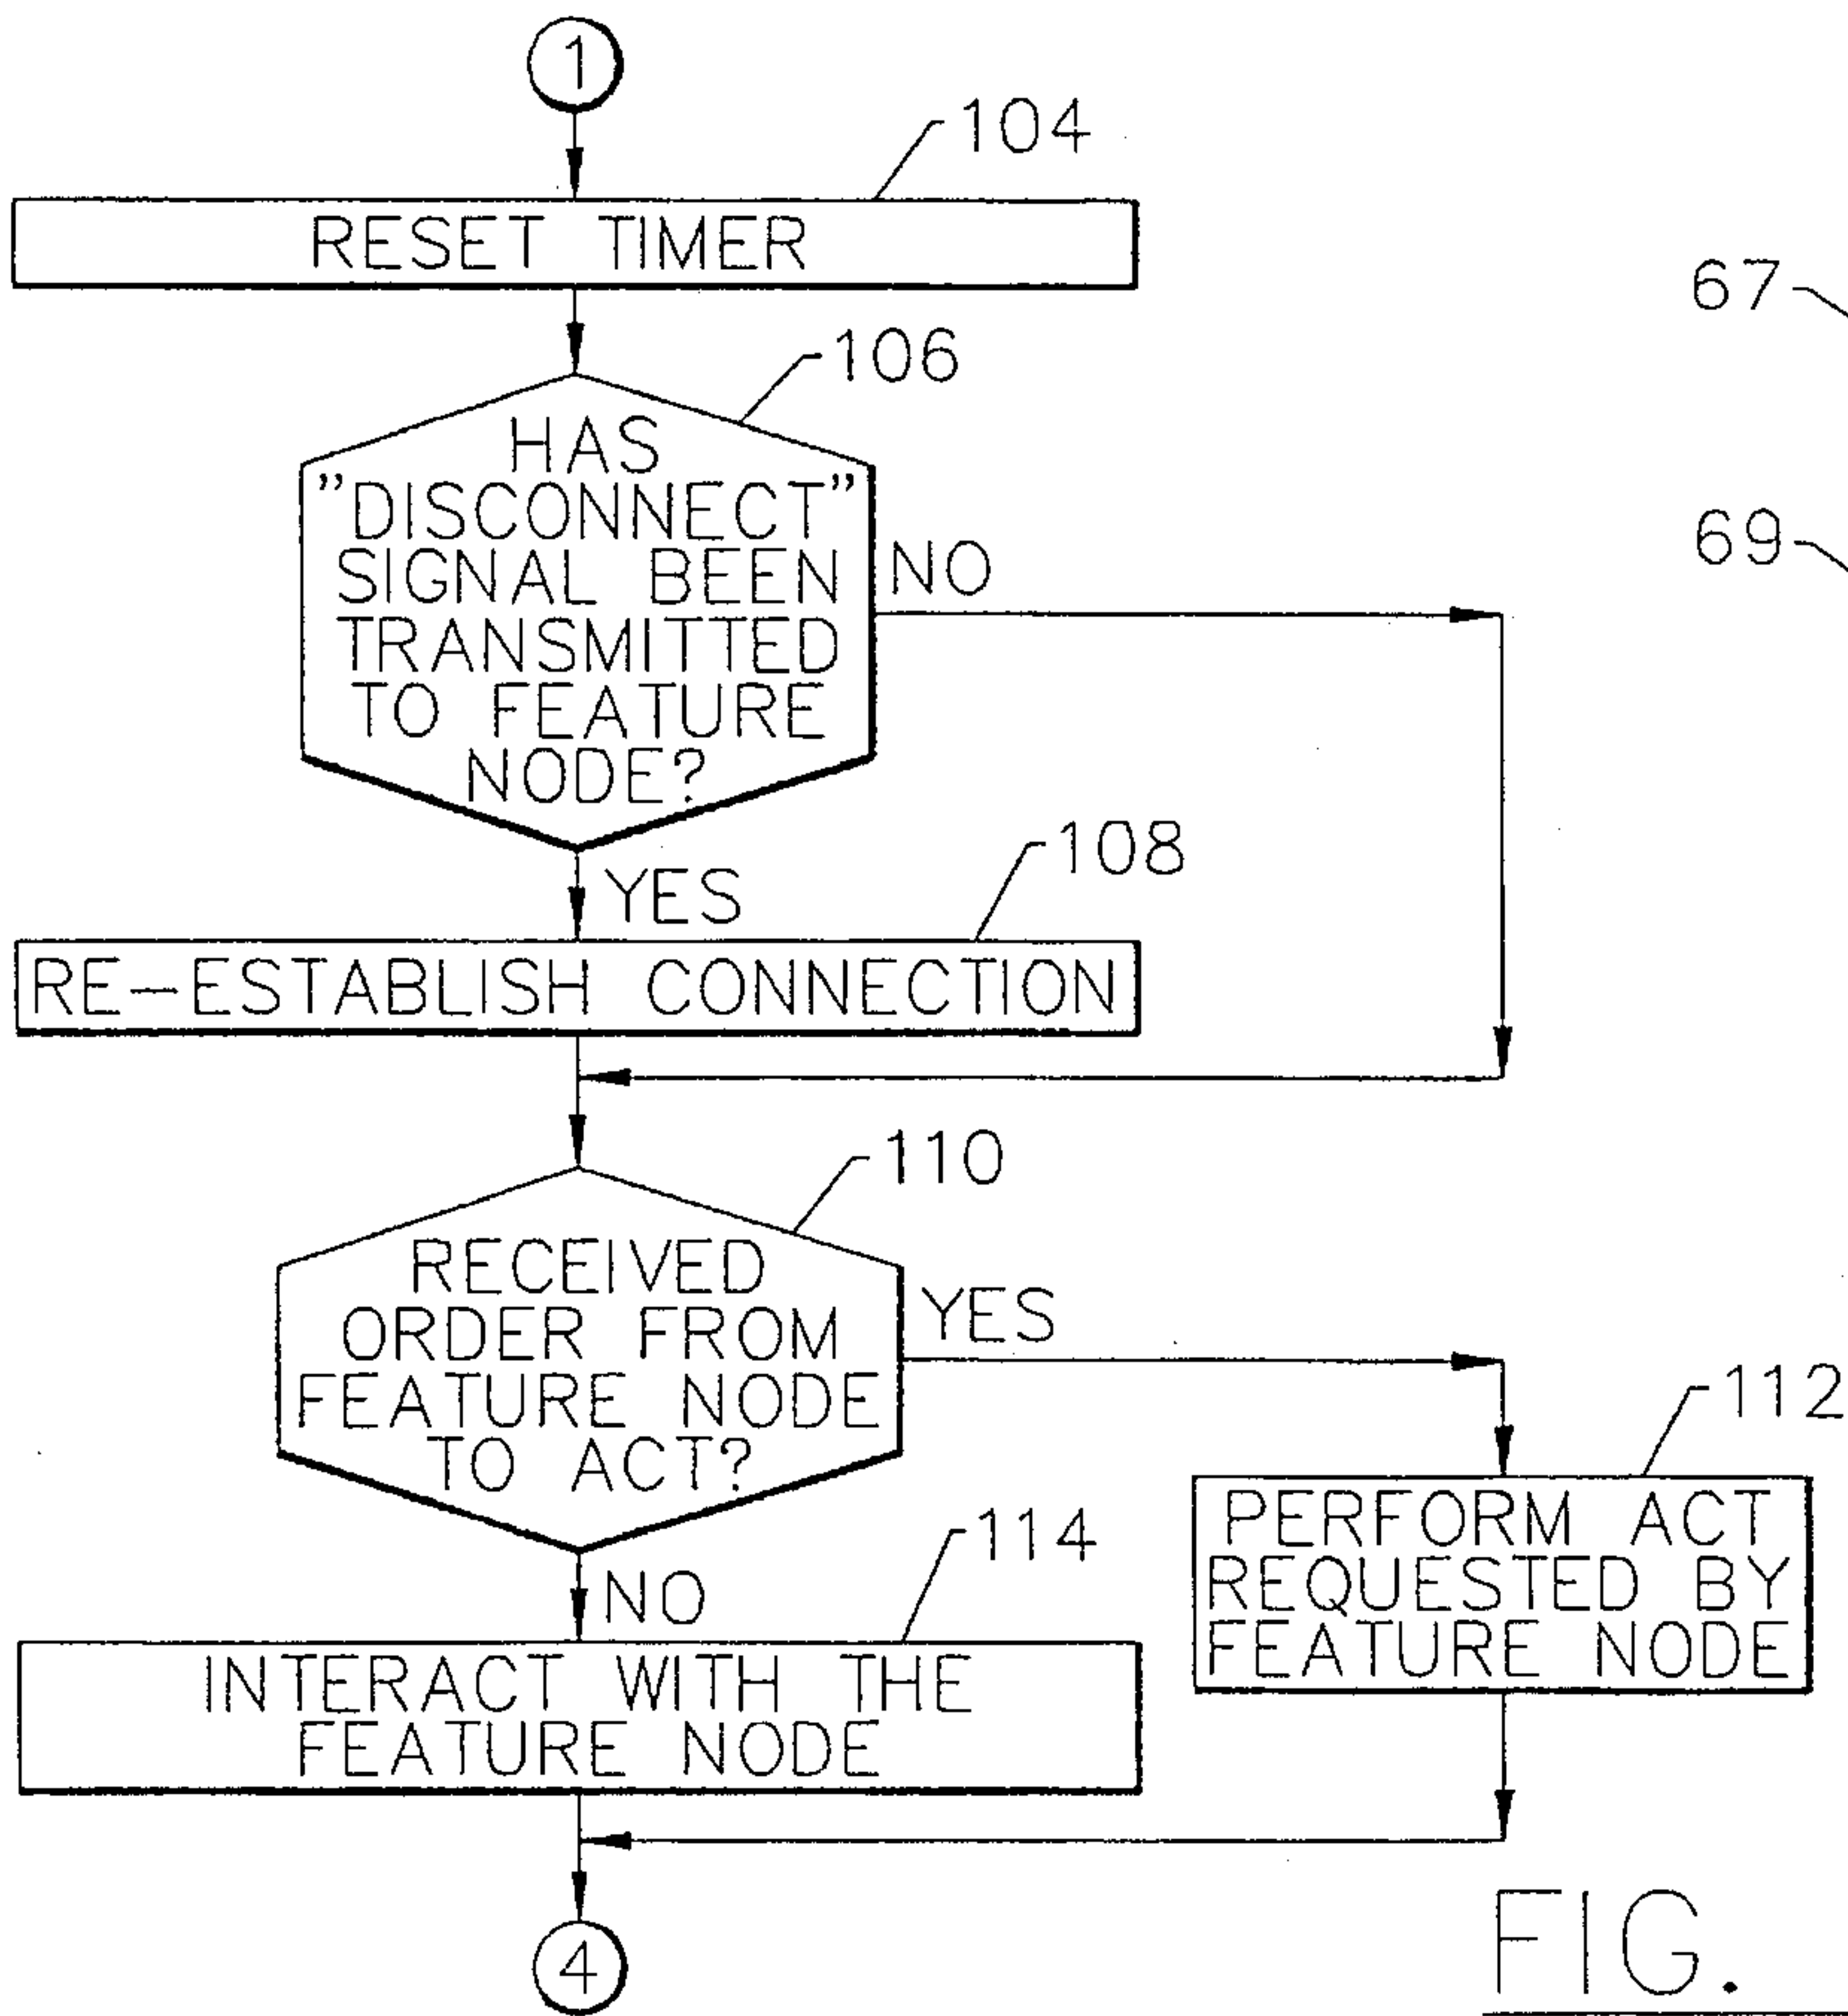 1
104
RESET TIMER
67
106
HAS
"DISCONNECT"
SIGNAL BEEN
TRANSMITTED
TO FEATURE
NODE?
NO
69
YES
108
RE-ESTABLISH CONNECTION
110
RECEIVED
ORDER FROM
FEATURE NODE
TO ACT?
YES
112
PERFORM ACT
REQUESTED BY
FEATURE NODE
NO
114
INTERACT WITH THE
FEATURE NODE
4
FIG.